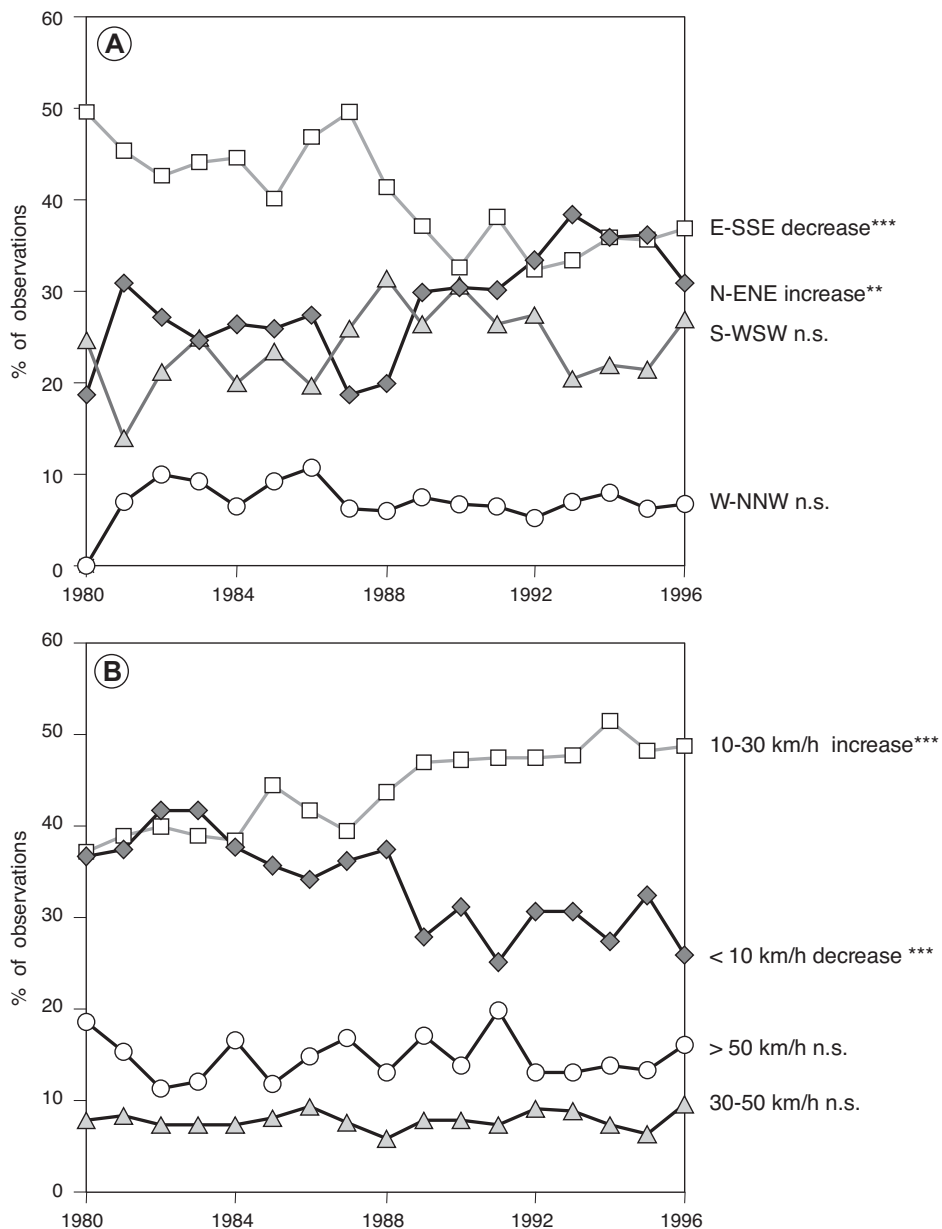 A
60
50
40
30
20
10
0
% of observations
1980 1984 1988 1992 1996
E-SSE decrease***
N-ENE increase**
S-WSW n.s.
W-NNW n.s.
B
60
50
40
30
20
10
0
% of observations
1980 1984 1988 1992 1996
10-30 km/h increase***
< 10 km/h decrease ***
> 50 km/h n.s.
30-50 km/h n.s.